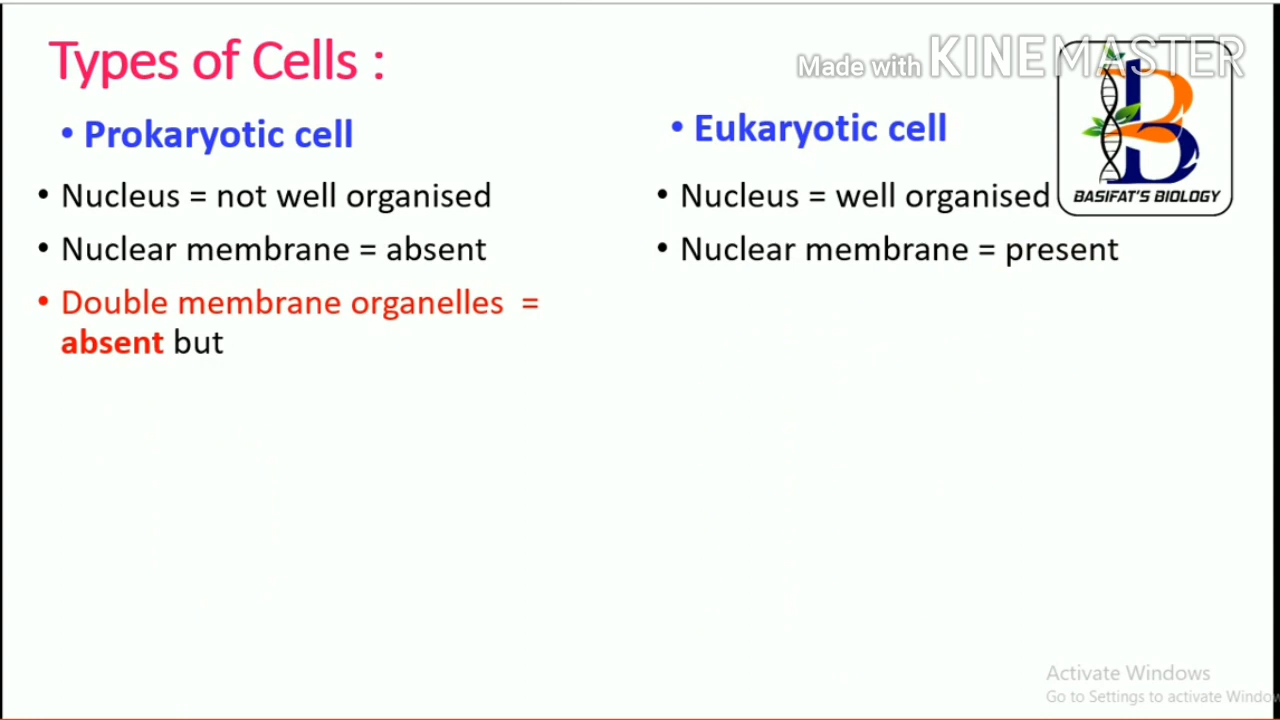 Types of Cells :
Made with KINEMASTER
• Prokaryotic cell
• Nucleus = not well organised
• Nuclear membrane = absent
• Double membrane organelles =
absent but
• Eukaryotic cell
• Nucleus = well organised
• Nuclear membrane = present
BASIFAT'S BIOLOGY
Activate Windows
Go to Settings to activate Window